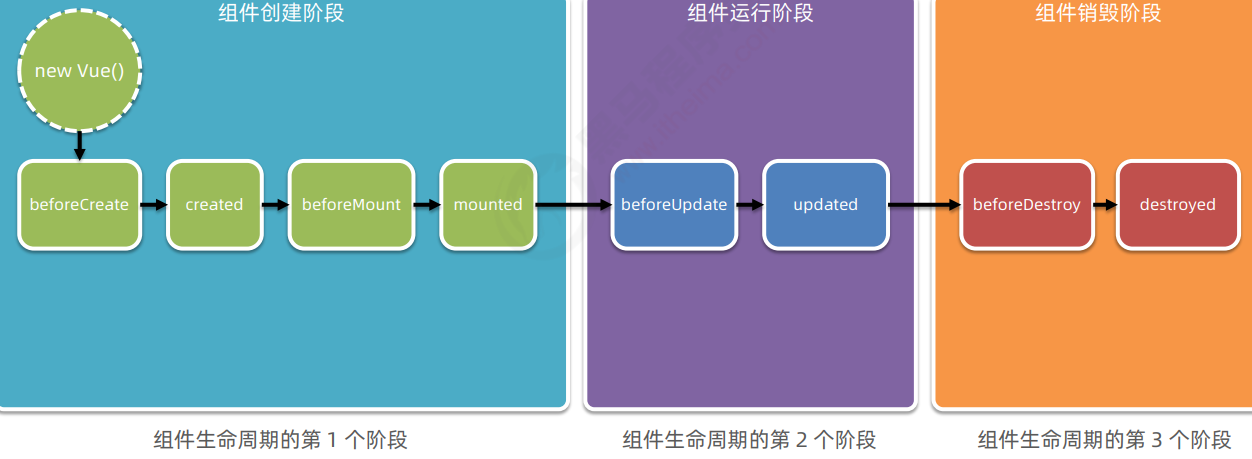 组件创建阶段
组件运行阶段
组件销毁阶段
new Vue()
beforeCreate
created
beforeMount
mounted
beforeUpdate
updated
beforeDestroy
destroyed
组件生命周期的第 1 个阶段
组件生命周期的第 2 个阶段
组件生命周期的第 3 个阶段